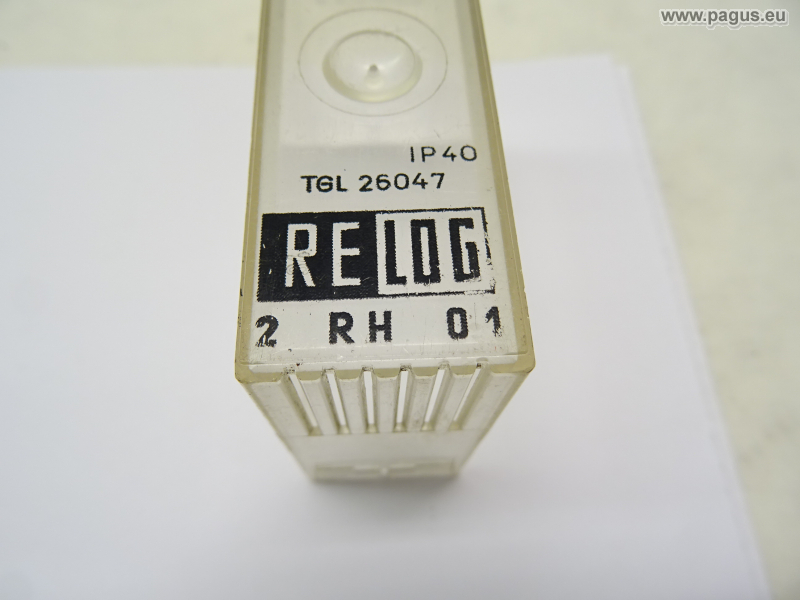 www.pagus.eu
IP40
TGL 26047
RELOG
2 RH 01